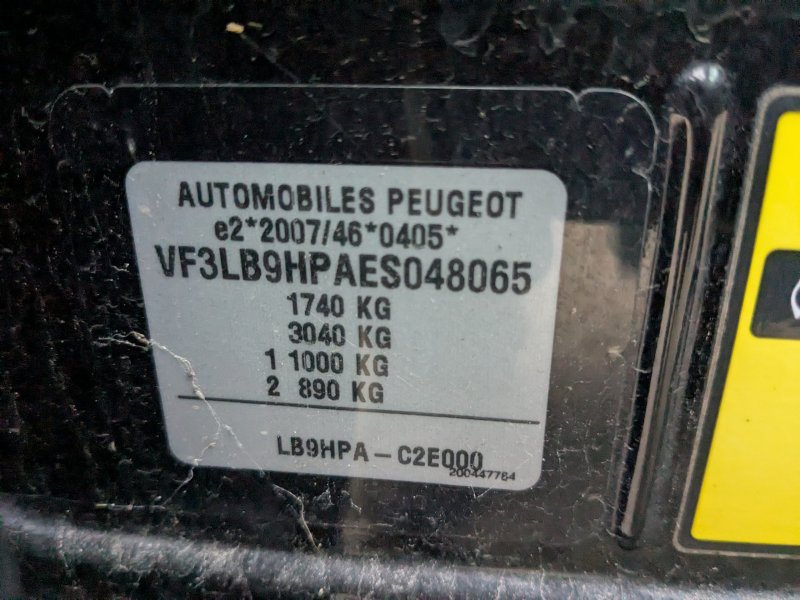 AUTOMOBILES PEUGEOT
e2*2007/46*0405*
VF3LB9HPAES048065
1740 KG
3040 KG
1 1000 KG
2 890 KG
LB9HPA - C2E000
200447764